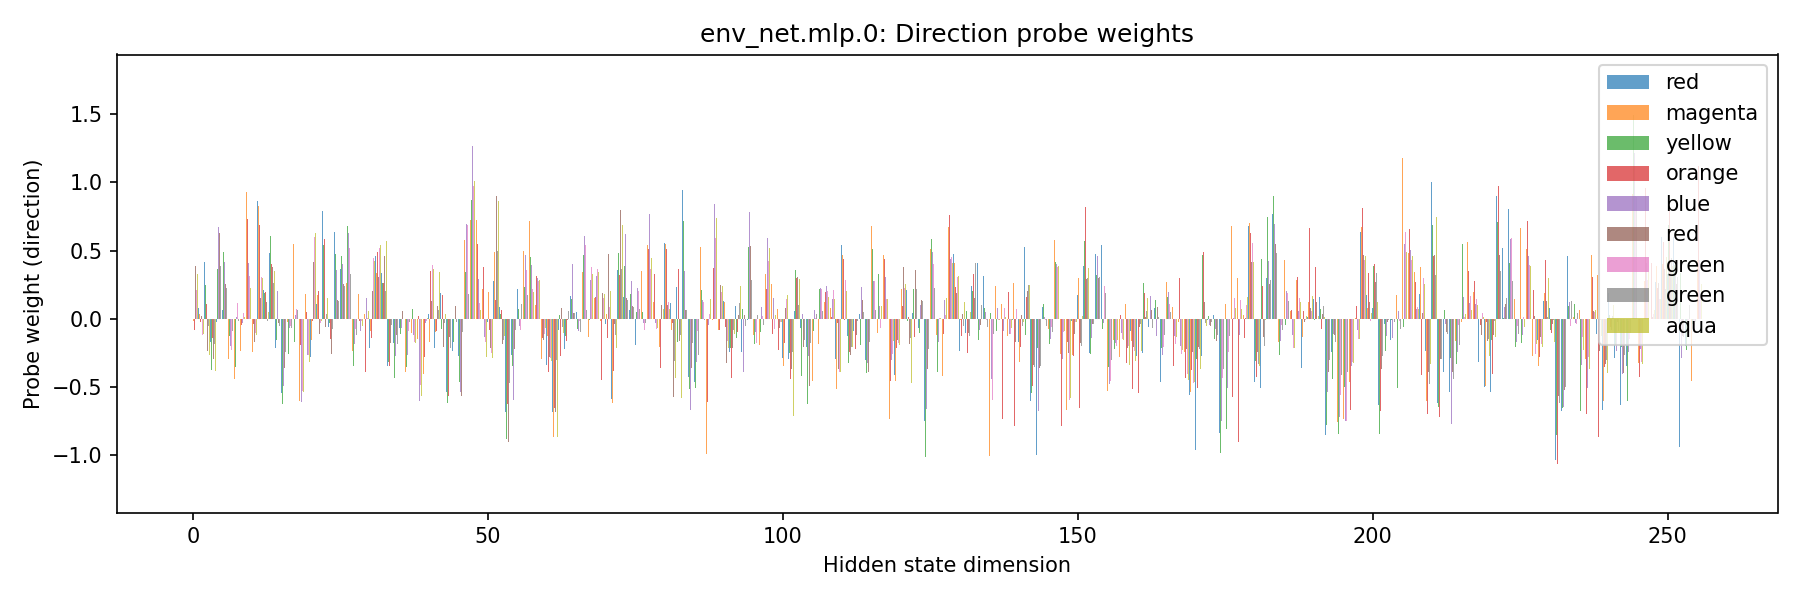 env_net.mlp.0: Direction probe weights
red
magenta
yellow
orange
blue
red
green
green
aqua
Probe weight (direction)
1.5
1.0
0.5
0.0
−0.5
−1.0
0
50
100
150
200
250
Hidden state dimension